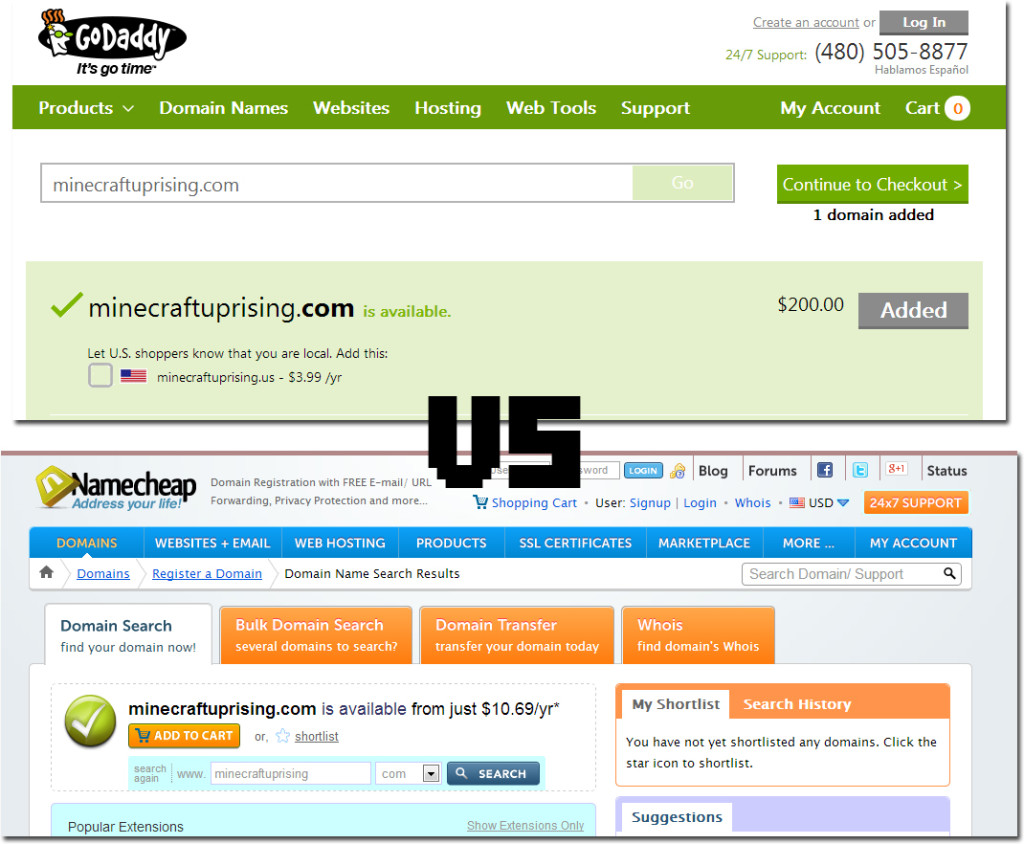 GoDaddy™
It's go time™
Create an account or Log In
24/7 Support: (480) 505-8877
Hablamos Español
Products Domain Names Websites Hosting Web Tools Support My Account Cart 0
minecraftuprising.com Go Continue to Checkout >
1 domain added
minecraftuprising.com is available. $200.00 Added
Let U.S. shoppers know that you are local. Add this:
minecraftuprising.us - $3.99 /yr
VS
Namecheap
Address your life!
Domain Registration with FREE E-mail/ URL
Forwarding, Privacy Protection and more...
LOGIN Blog Forums f t g+1 Status
Shopping Cart • User: Signup | Login • Whois • USD 24x7 SUPPORT
DOMAINS WEBSITES + EMAIL WEB HOSTING PRODUCTS SSL CERTIFICATES MARKETPLACE MORE ... MY ACCOUNT
Domains Register a Domain Domain Name Search Results Search Domain/ Support
Domain Search Bulk Domain Search Domain Transfer Whois
find your domain now! several domains to search? transfer your domain today find domain's Whois
minecraftuprising.com is available from just $10.69/yr*
ADD TO CART or, shortlist
search again www. minecraftuprising com SEARCH
My Shortlist Search History
You have not yet shortlisted any domains. Click the
star icon to shortlist.
Popular Extensions Show Extensions Only
Suggestions